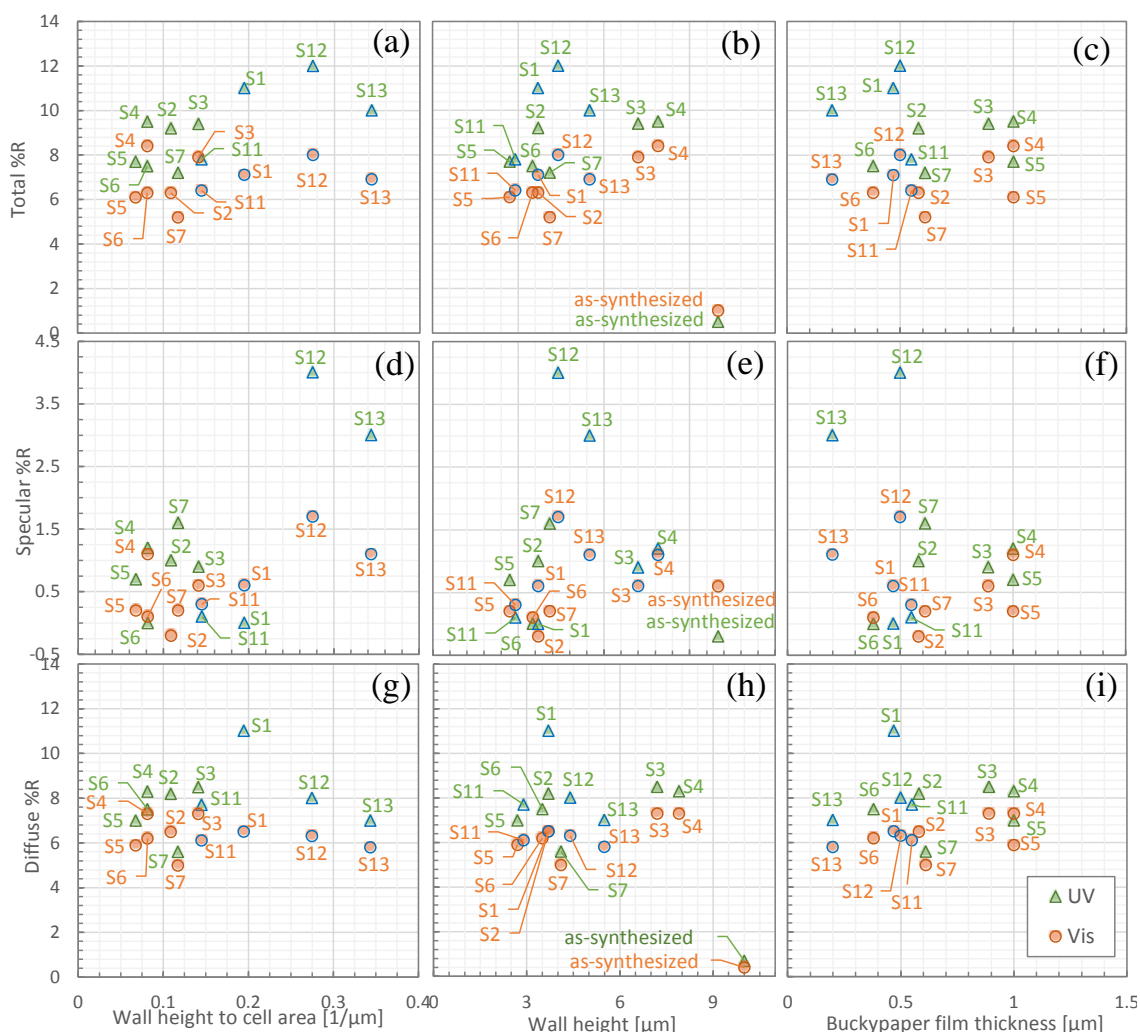 14
12
10
8
6
4
2
0
Total %R
(a)
S12
S1
S13
S4
S2
S3
S4
S3
S5
S7
S11
S6
S1
S12
S13
S5
S2
S11
S6
S7
(b)
S12
S1
S13
S3
S4
S2
S11
S6
S5
S12
S7
S11
S13
S3
S4
S5
S1
S6
S2
S7
as-synthesized
as-synthesized
(c)
S12
S1
S13
S3
S4
S2
S12
S4
S6
S11
S5
S13
S3
S7
S6
S2
S5
S1
S7
S11
4.5
3.5
2.5
1.5
0.5
-0.5
Specular %R
(d)
S12
S13
S7
S12
S4
S4
S2
S3
S13
S5
S6
S1
S3
S5
S7
S11
S1
S6
S2
S11
(e)
S12
S13
S12
S7
S13
S4
S2
S3
S5
S4
S11
S1
S6
S3
as-synthesized
S5
S7
as-synthesized
S11
S6
S1
S2
(f)
S12
S13
S7
S12
S13
S4
S2
S3
S4
S1
S11
S5
S6
S3
S7
S5
S6
S1
S2
14
12
10
8
6
4
2
0
Diffuse %R
(g)
S1
S4
S2
S3
S6
S12
S4
S11
S13
S5
S2
S3
S1
S5
S11
S12
S13
S6
S7
S7
(h)
S1
S6
S3
S2
S12
S4
S11
S5
S13
S3
S4
S11
S13
S5
S6
S7
S12
S7
S1
S2
as-synthesized
as-synthesized
(i)
S1
S3
S12
S2
S4
S6
S13
S11
S4
S1
S2
S5
S3
S13
S6
S7
S5
S12
S7
S11
UV
Vis
0
0.1
0.2
0.3
0.4
3
6
9
0
0.5
1
1.5
Wall height to cell area [1/µm]
Wall height [µm]
Buckypaper film thickness [µm]